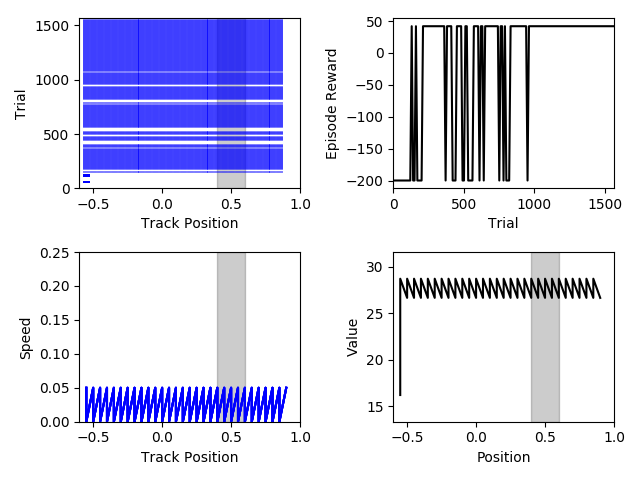 1500
1000
500
0
Trial
−0.5 0.0 0.5 1.0
Track Position
50
0
−50
−100
−150
−200
Episode Reward
0 500 1000 1500
Trial
0.25
0.20
0.15
0.10
0.05
0.00
Speed
−0.5 0.0 0.5 1.0
Track Position
30
25
20
15
Value
−0.5 0.0 0.5 1.0
Position